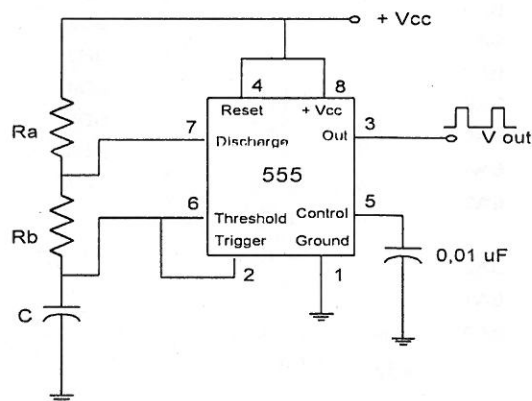 + Vcc
4 8
Reset + Vcc
Ra 7 3
Discharge Out V out
555
Rb 6 5
Threshold Control
Trigger Ground 0,01 uF
2 1
C